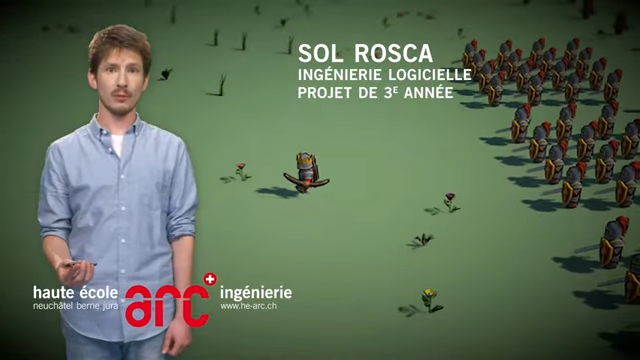 SOL ROSCA
INGÉNIERIE LOGICIELLE
PROJET DE 3E ANNÉE
haute école arc ingénierie
neuchâtel berne jura www.he-arc.ch